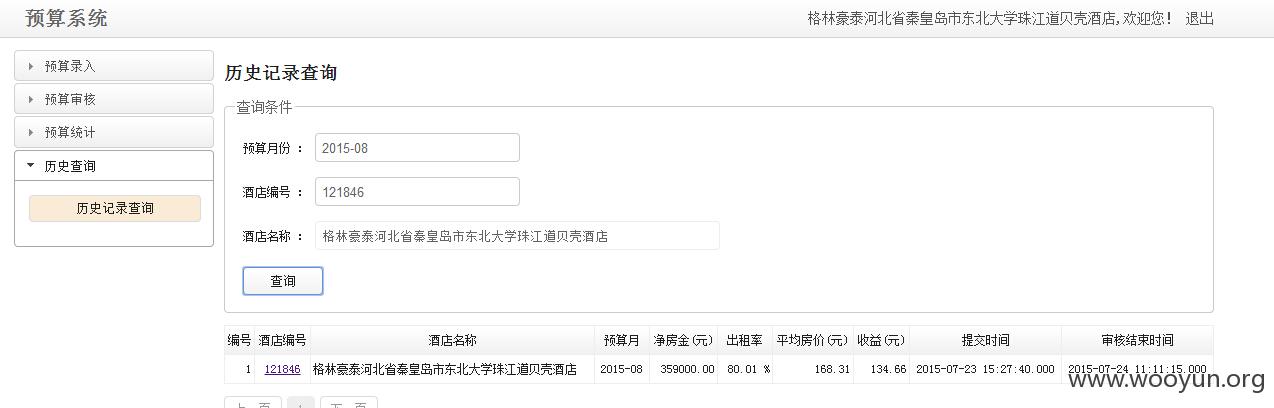 预算系统
格林豪泰河北省秦皇岛市东北大学珠江道贝壳酒店,欢迎您! 退出
预算录入
预算审核
预算统计
历史查询
历史记录查询
历史记录查询
查询条件
预算月份 : 2015-08
酒店编号 : 121846
酒店名称 : 格林豪泰河北省秦皇岛市东北大学珠江道贝壳酒店
查询
编号 酒店编号 酒店名称 预算月 净房金(元) 出租率 平均房价(元) 收益(元) 提交时间 审核结束时间
1 121846 格林豪泰河北省秦皇岛市东北大学珠江道贝壳酒店 2015-08 359000.00 80.01 % 168.31 134.66 2015-07-23 15:27:40.000 2015-07-24 11:11:15.000
www.wooyun.org
上一页 1 下一页